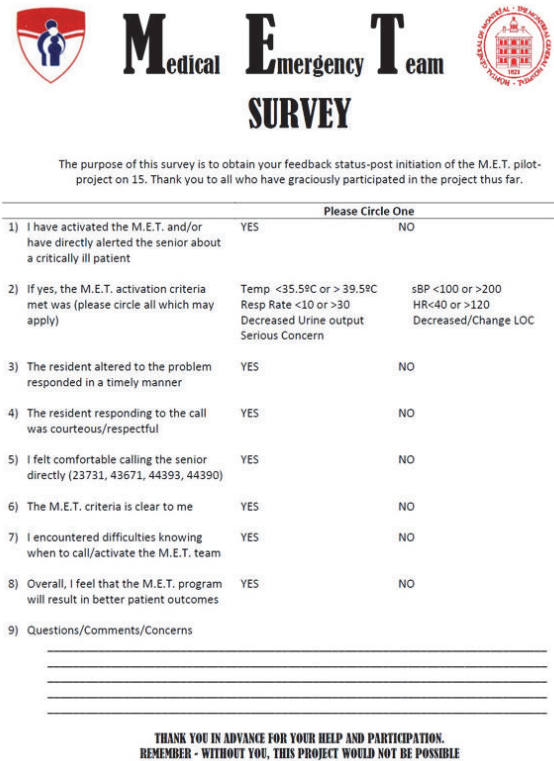 Medical Emergency Team
SURVEY
HÔPITAL GÉNÉRAL DE MONTRÉAL · THE MONTREAL GENERAL HOSPITAL
1821
The purpose of this survey is to obtain your feedback status-post initiation of the M.E.T. pilot-
project on 15. Thank you to all who have graciously participated in the project thus far.
Please Circle One
1) I have activated the M.E.T. and/or YES NO
have directly alerted the senior about
a critically ill patient
2) If yes, the M.E.T. activation criteria Temp <35.5ºC or > 39.5ºC sBP <100 or >200
met was (please circle all which may Resp Rate <10 or >30 HR<40 or >120
apply) Decreased Urine output Decreased/Change LOC
Serious Concern
3) The resident altered to the problem YES NO
responded in a timely manner
4) The resident responding to the call YES NO
was courteous/respectful
5) I felt comfortable calling the senior YES NO
directly (23731, 43671, 44393, 44390)
6) The M.E.T. criteria is clear to me YES NO
7) I encountered difficulties knowing YES NO
when to call/activate the M.E.T. team
8) Overall, I feel that the M.E.T. program YES NO
will result in better patient outcomes
9) Questions/Comments/Concerns
THANK YOU IN ADVANCE FOR YOUR HELP AND PARTICIPATION.
REMEMBER - WITHOUT YOU, THIS PROJECT WOULD NOT BE POSSIBLE